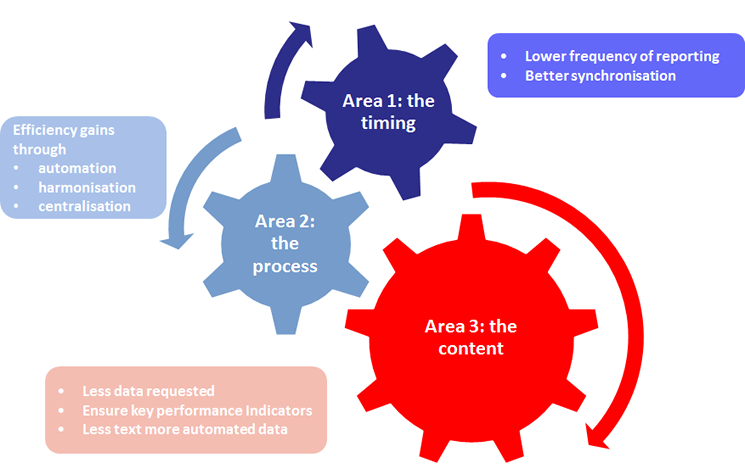 Area 1: the
timing
• Lower frequency of reporting
• Better synchronisation
Efficiency gains
through
• automation
• harmonisation
• centralisation
Area 2:
the
process
Area 3: the
content
• Less data requested
• Ensure key performance Indicators
• Less text more automated data